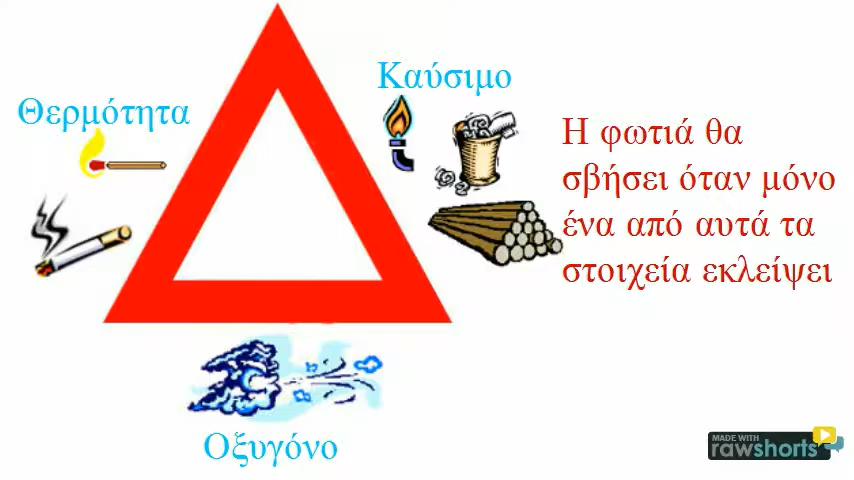 Θερμότητα
Καύσιμο
Η φωτιά θα
σβήσει όταν μόνο
ένα από αυτά τα
στοιχεία εκλείψει
Οξυγόνο
MADE WITH
rawshorts